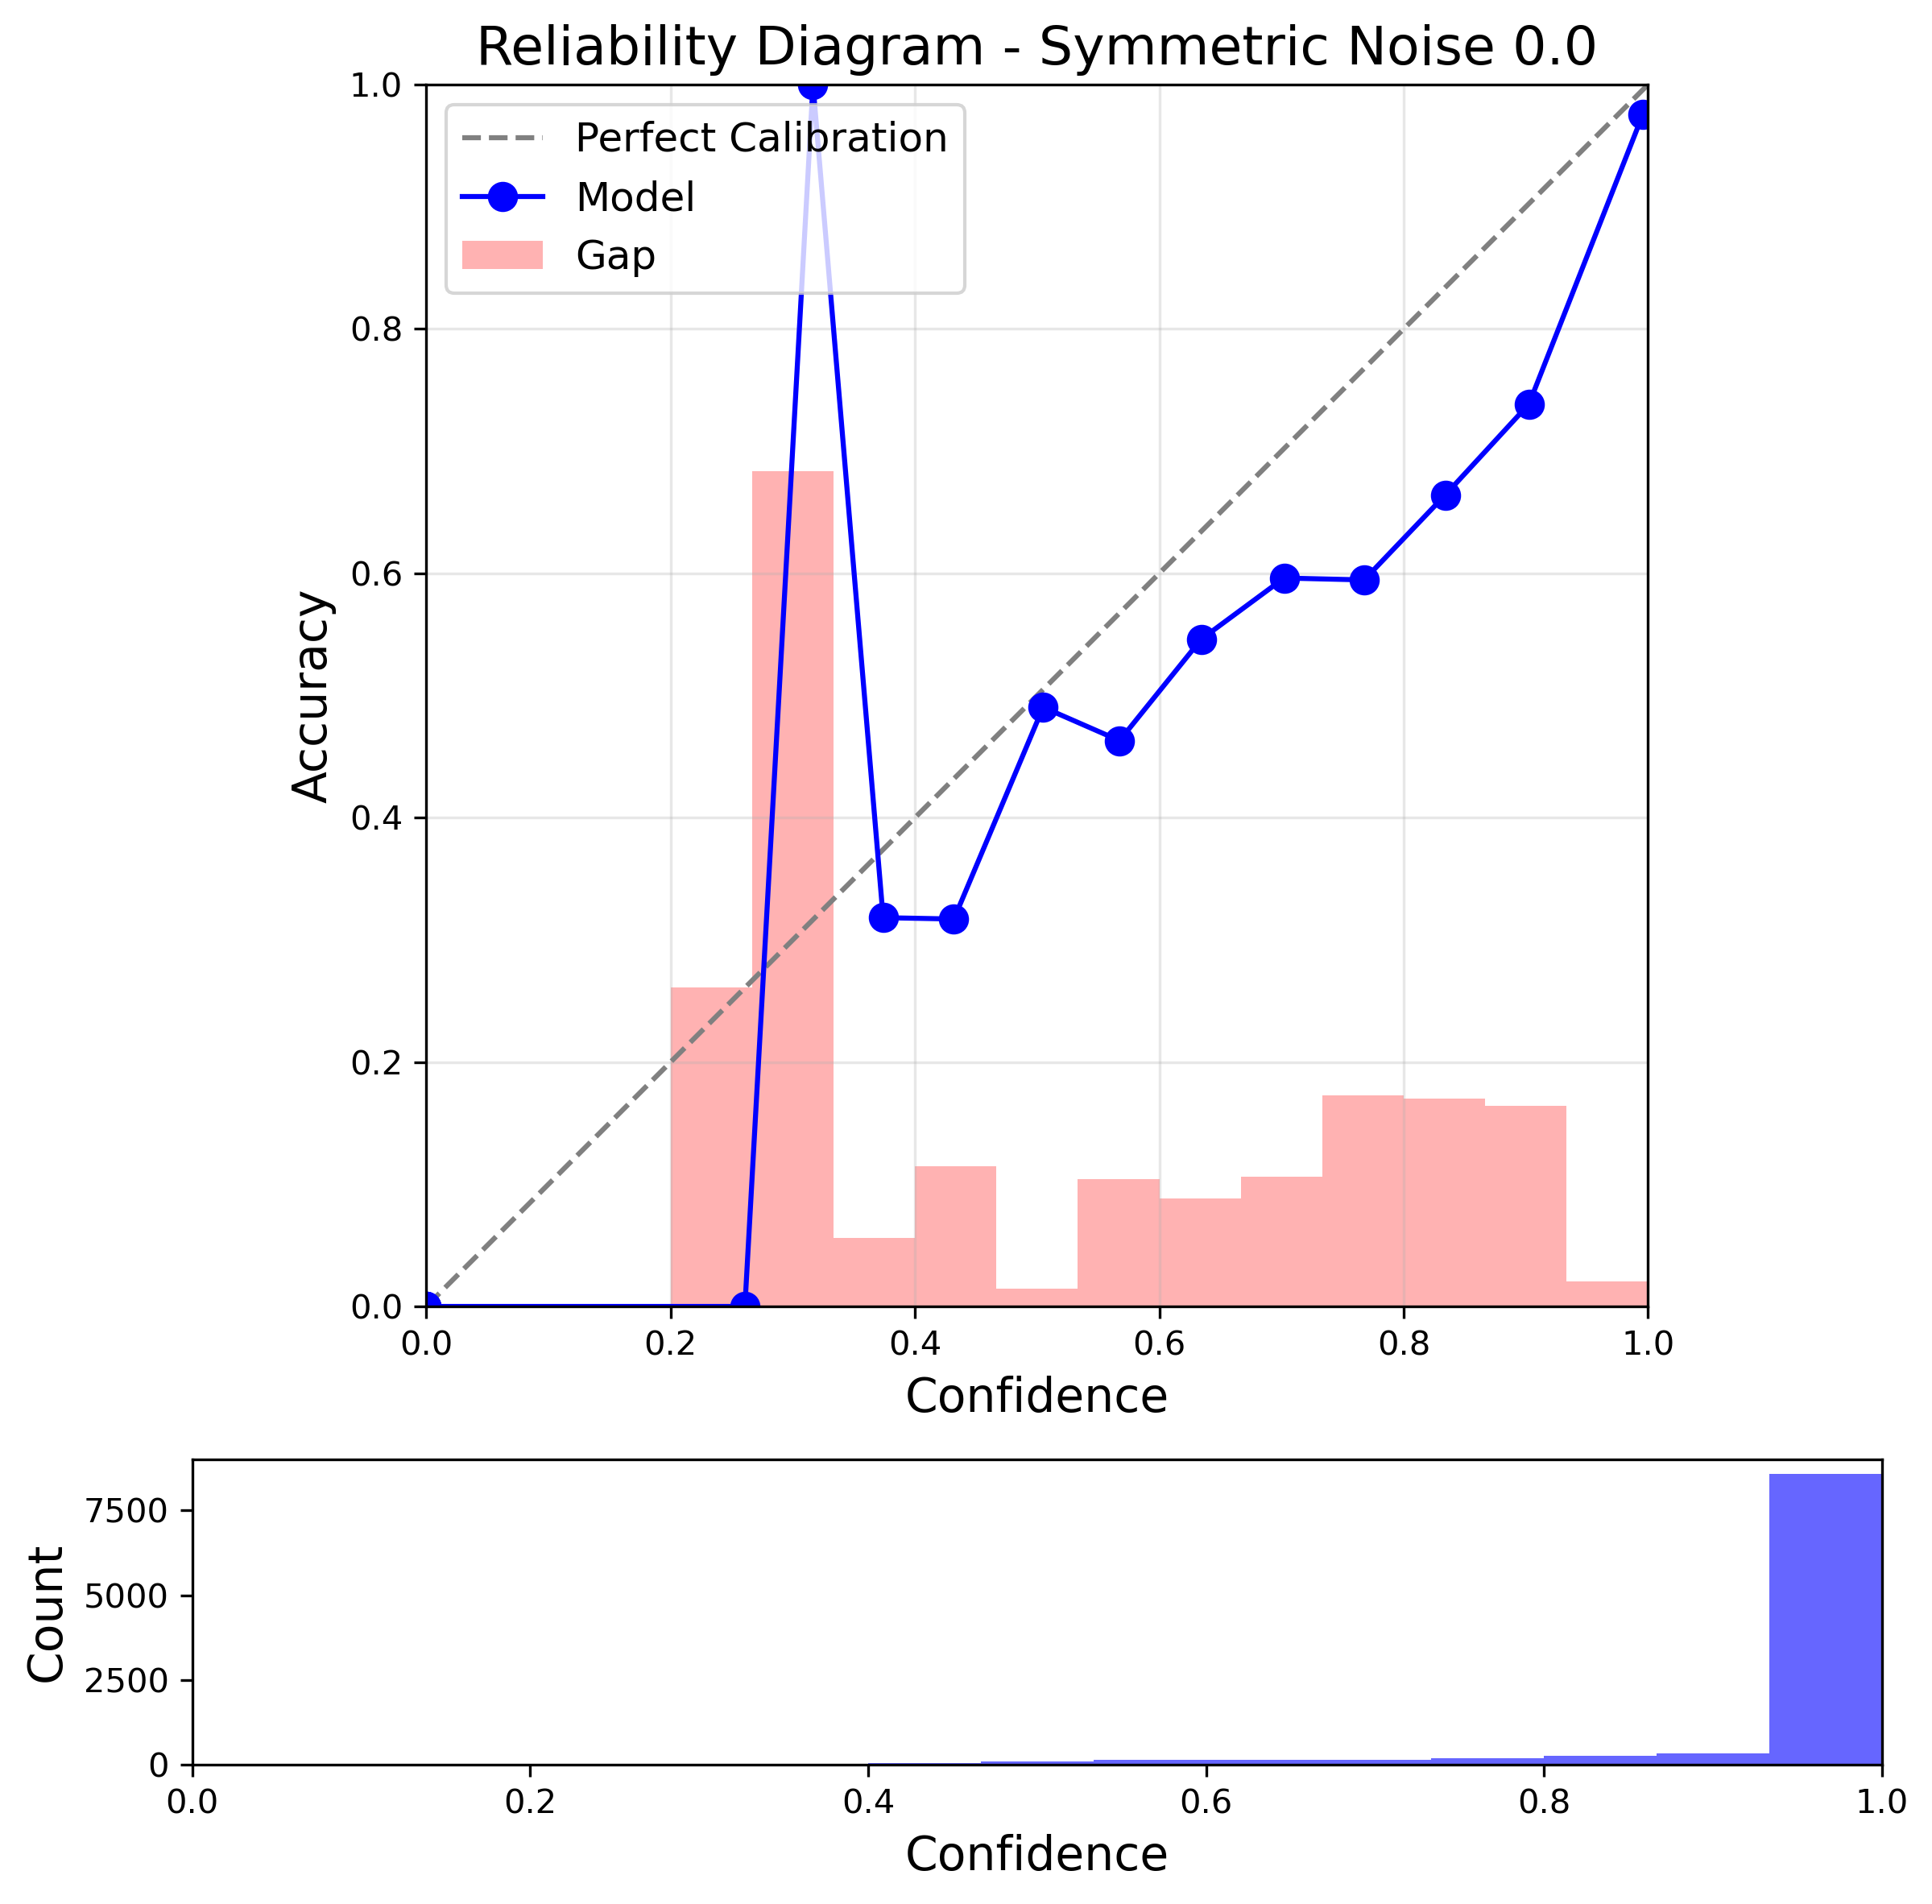 Reliability Diagram - Symmetric Noise 0.0
Perfect Calibration
Model
Gap
1.0
0.8
0.6
0.4
0.2
0.0
Accuracy
0.0 0.2 0.4 0.6 0.8 1.0
Confidence
7500
5000
2500
0
Count
0.0 0.2 0.4 0.6 0.8 1.0
Confidence